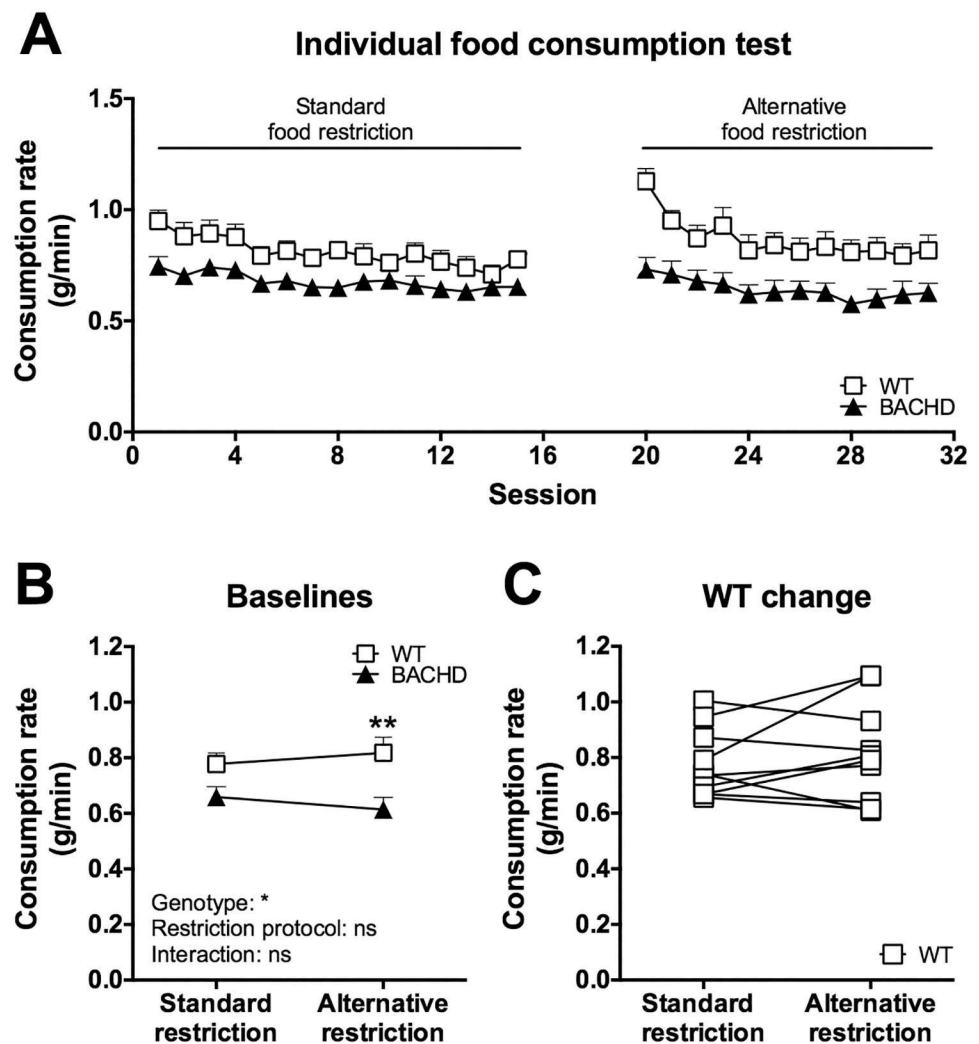 A
Individual food consumption test
Standard
food restriction
Alternative
food restriction
Consumption rate
(g/min)
1.5
1.0
0.5
0.0
WT
BACHD
0
4
8
12
16
20
24
28
32
Session
B
Baselines
Consumption rate
(g/min)
1.2
1.0
0.8
0.6
0.4
0.2
0.0
WT
BACHD
**
Genotype: *
Restriction protocol: ns
Interaction: ns
Standard
restriction
Alternative
restriction
C
WT change
Consumption rate
(g/min)
1.2
1.0
0.8
0.6
0.4
0.2
0.0
WT
Standard
restriction
Alternative
restriction